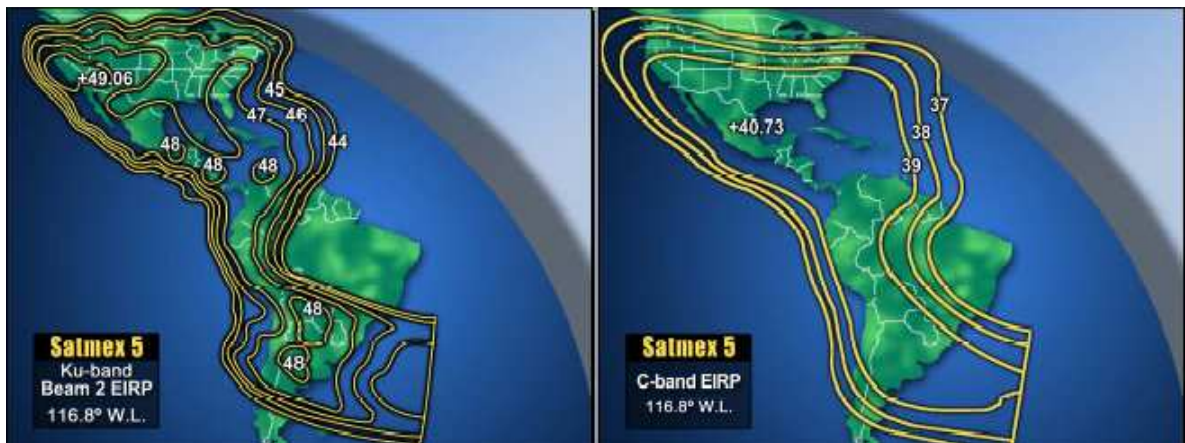 +49.06
45
47
46
44
48
48
48
48
48
Satmex 5
Ku-band
Beam 2 EIRP
116.8º W.L.
37
+40.73
38
39
Satmex 5
C-band EIRP
116.8º W.L.